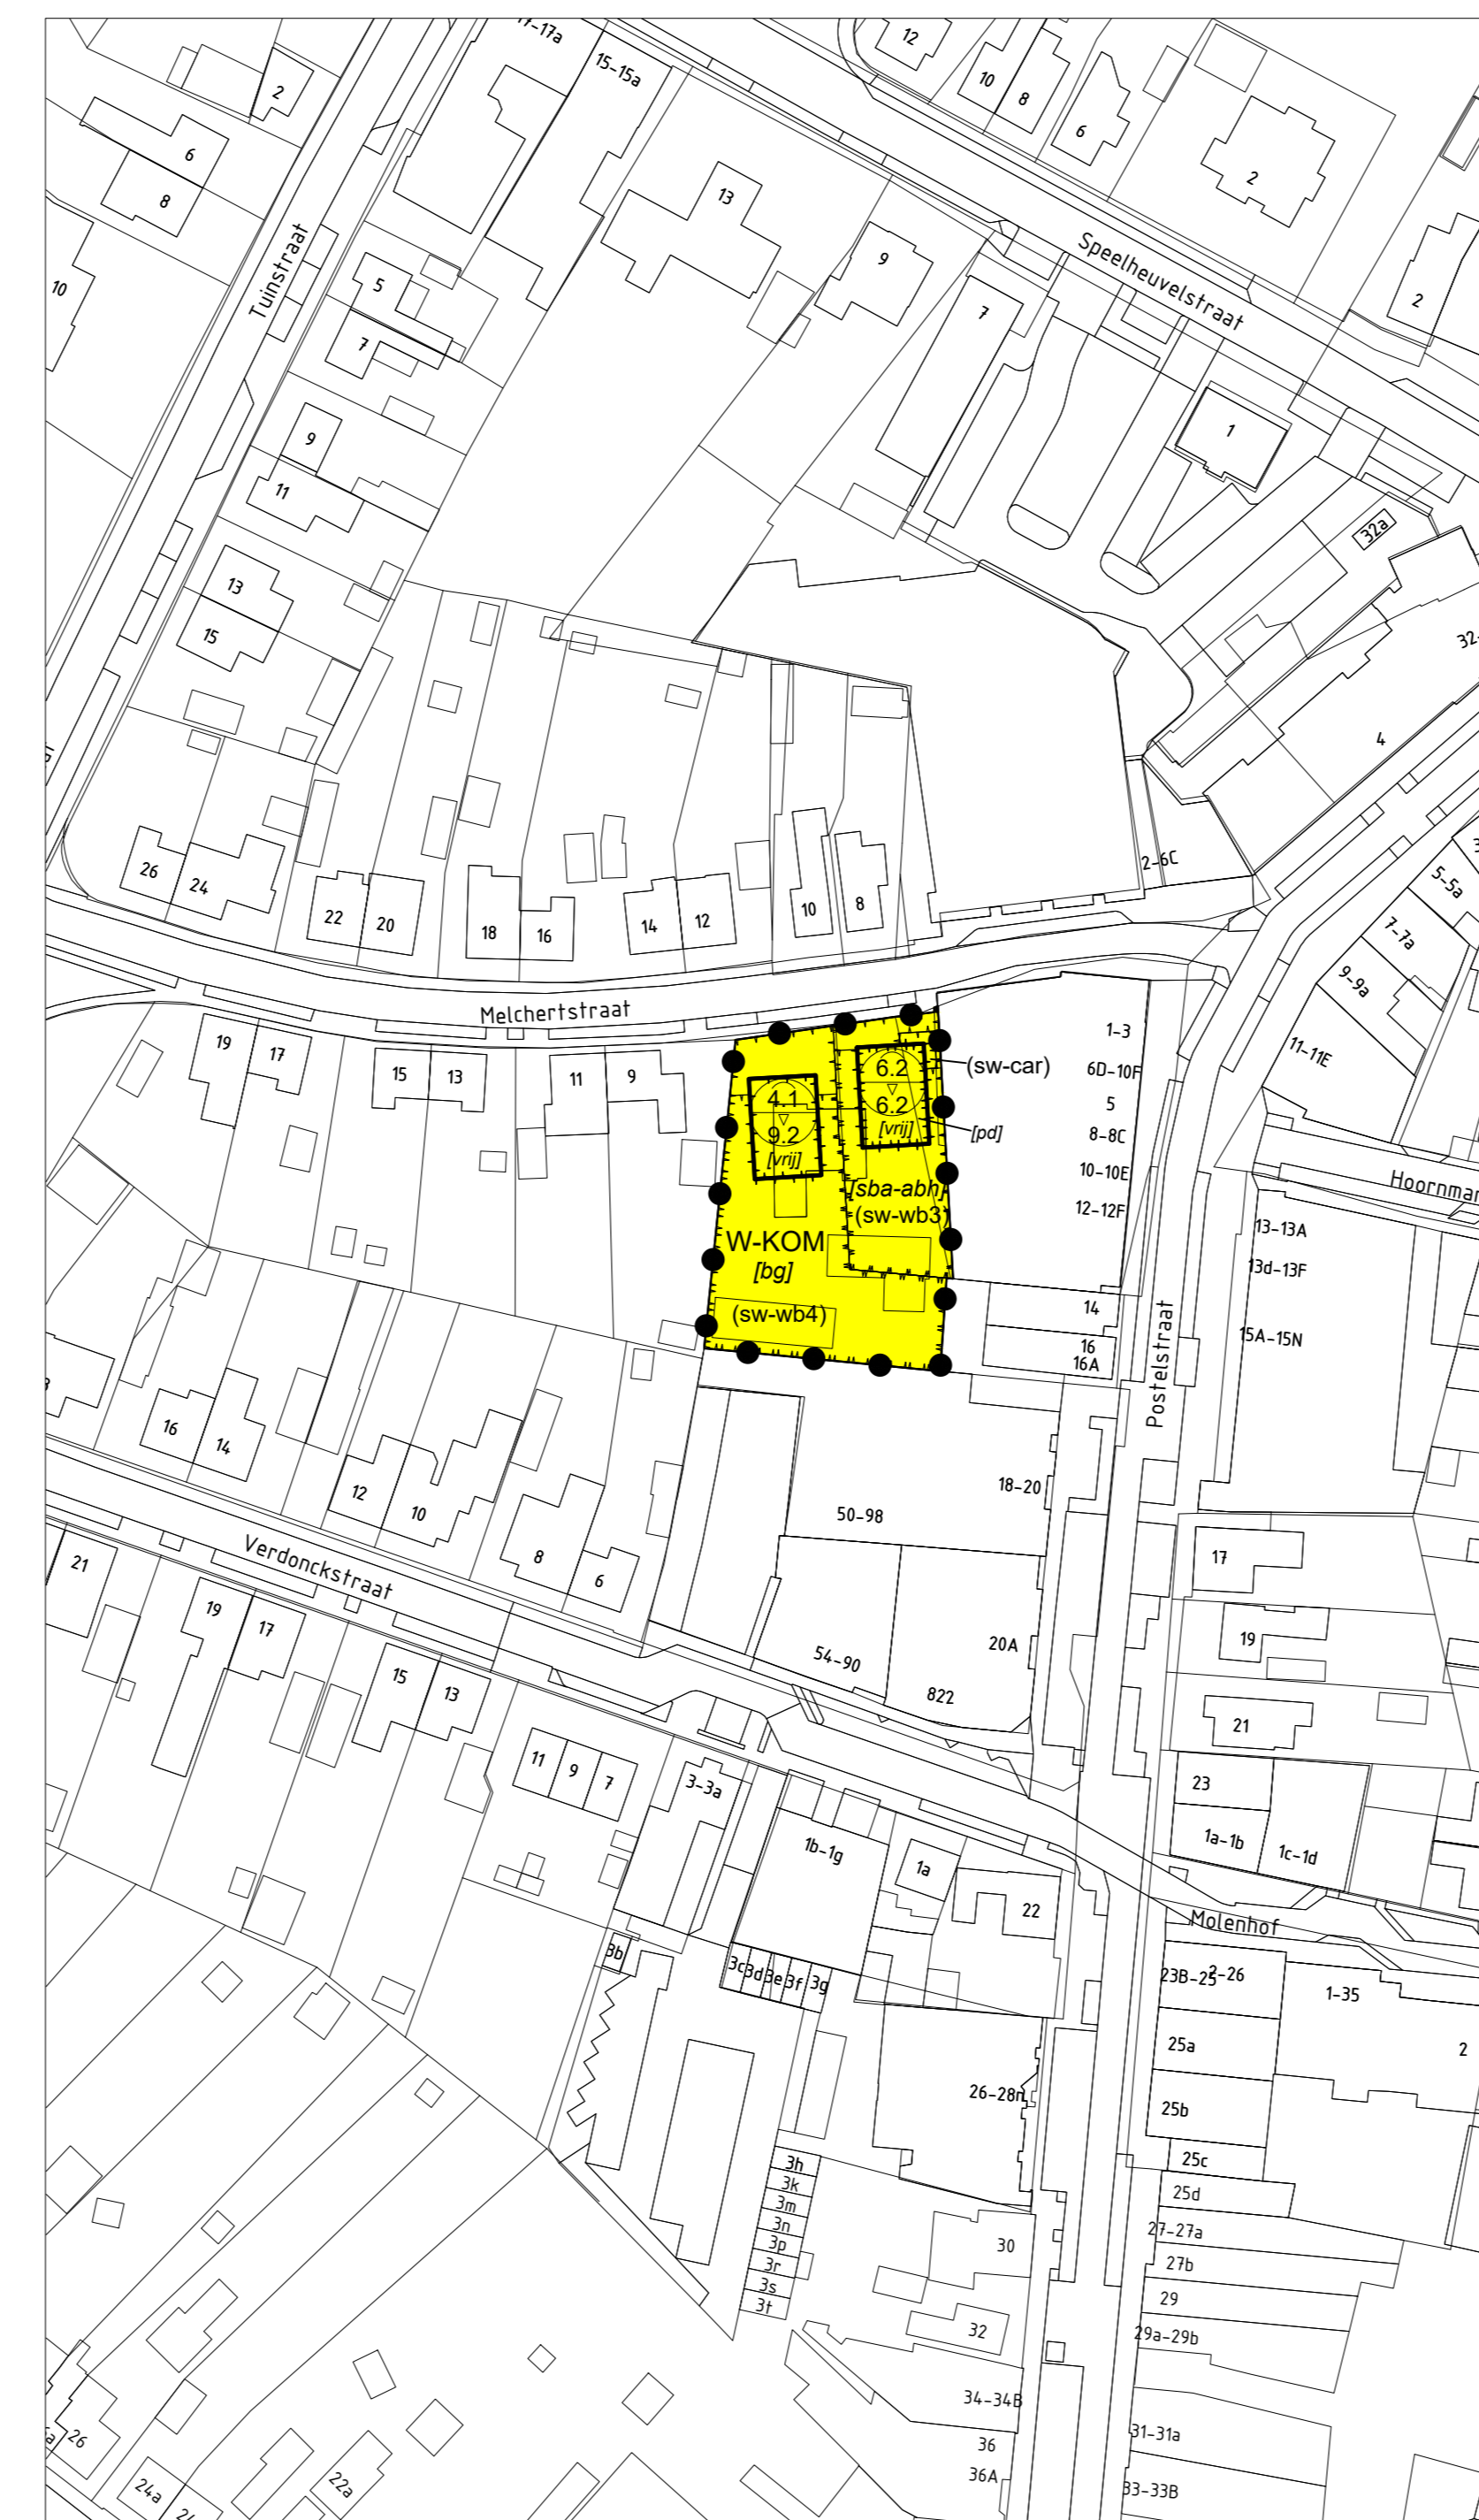 17-17a
15-15a
12
10
8
6
2
2
2
6
8
10
Tuinstraat
13
9
Speelheuvelstraat
5
7
7
1
9
11
32a
13
15
4
2-6C
5-5a
7-7a
9-9a
11-11E
26
24
22
20
18
16
14
12
10
8
Melchertstraat
19
17
15
13
11
9
6.2
6.2
[vrij]
(sw-car)
[pd]
4.1
9.2
[vrij]
[sba-abh]
(sw-wb3)
W-KOM
[bg]
(sw-wb4)
1-3
6D-10F
5
8-8C
10-10E
12-12F
14
16
16A
Hoornmar
13-13A
13d-13F
15A-15N
Postelstraat
16
14
12
10
8
6
50-98
18-20
54-90
20A
822
17
19
21
23
1a-1b
1c-1d
Verdonckstraat
21
19
17
15
13
11
9
7
3-3a
1b-1g
1a
22
Molenhof
3b
3c
3d
3e
3f
3g
23B-25
2-26
1-35
25a
2
25b
26-28n
25c
25d
3h
3k
3m
3n
3p
3r
3s
3t
27-27a
27b
29
29a-29b
30
32
34-34B
36
36A
31-31a
33-33B
26
24a
22a